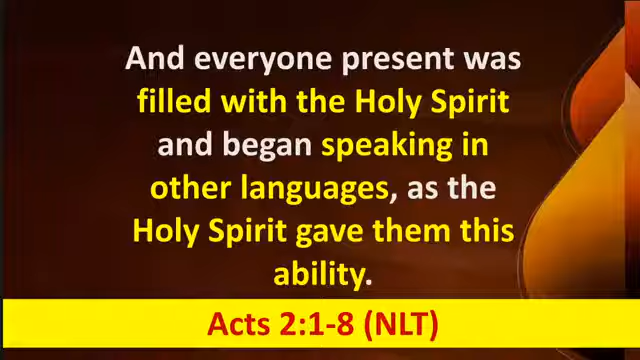 And everyone present was
filled with the Holy Spirit
and began speaking in
other languages, as the
Holy Spirit gave them this
ability.
Acts 2:1-8 (NLT)